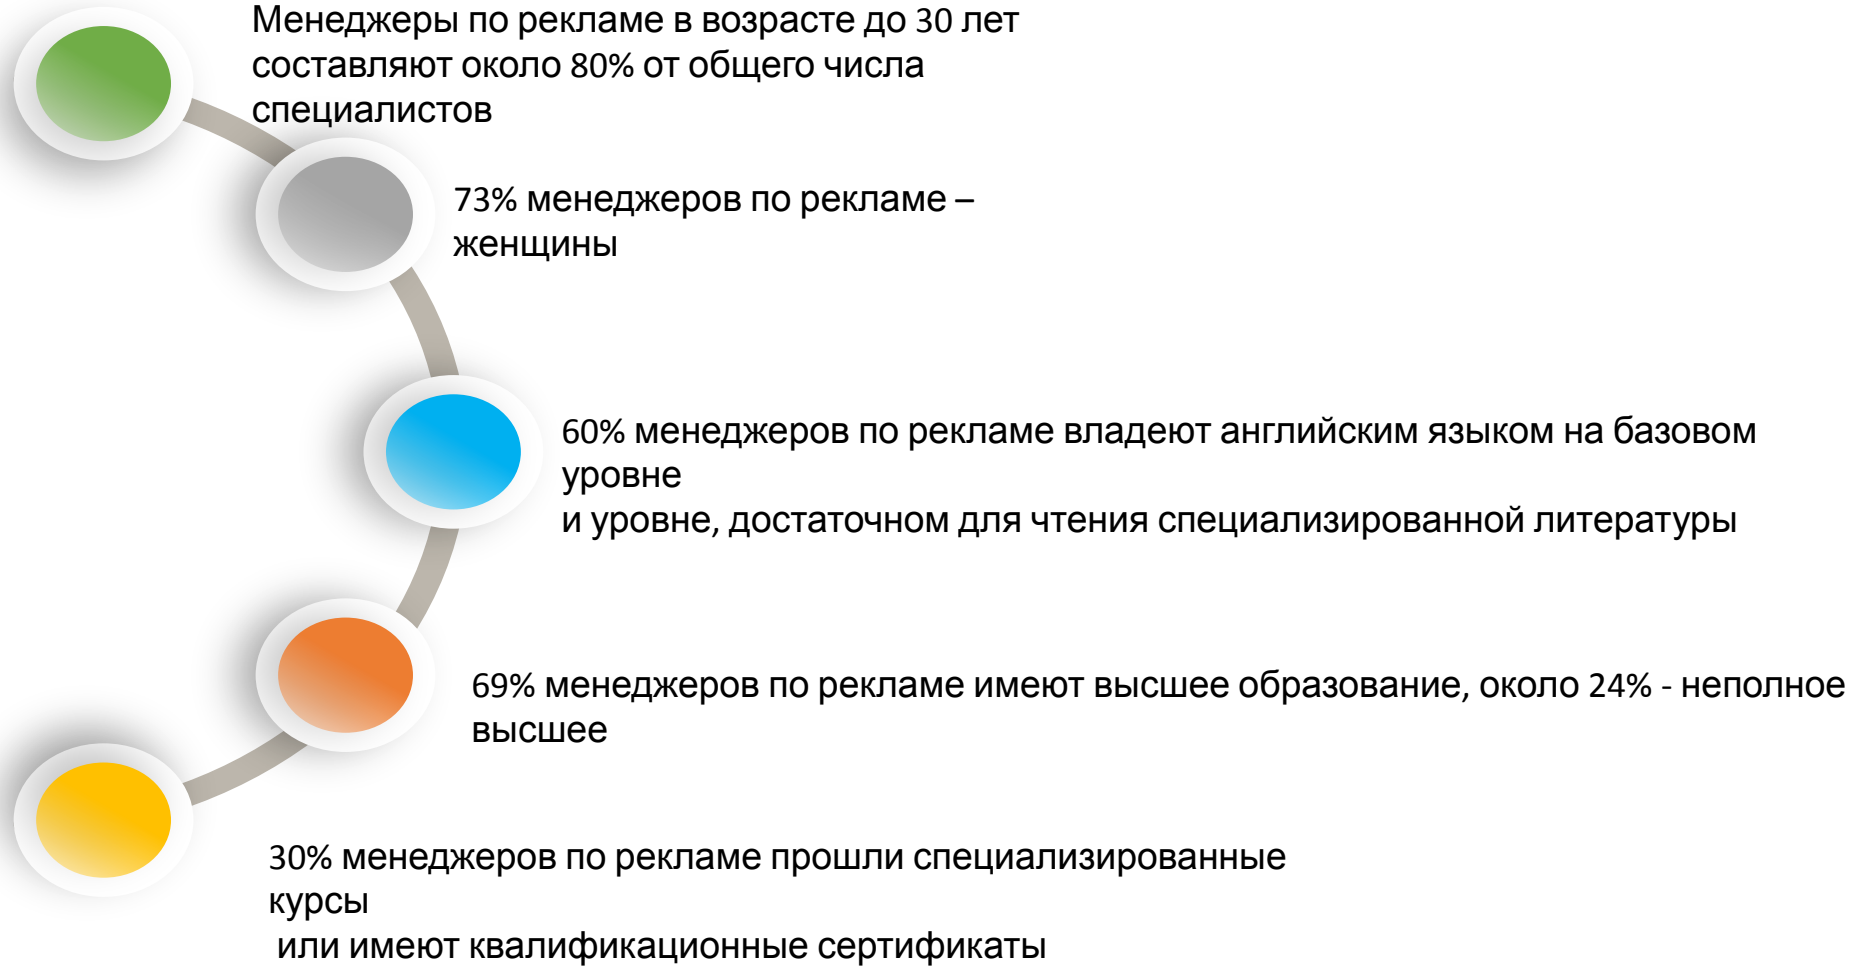 Менеджеры по рекламе в возрасте до 30 лет
составляют около 80% от общего числа
специалистов
73% менеджеров по рекламе –
женщины
60% менеджеров по рекламе владеют английским языком на базовом
уровне
и уровне, достаточном для чтения специализированной литературы
69% менеджеров по рекламе имеют высшее образование, около 24% - неполное
высшее
30% менеджеров по рекламе прошли специализированные
курсы
или имеют квалификационные сертификаты